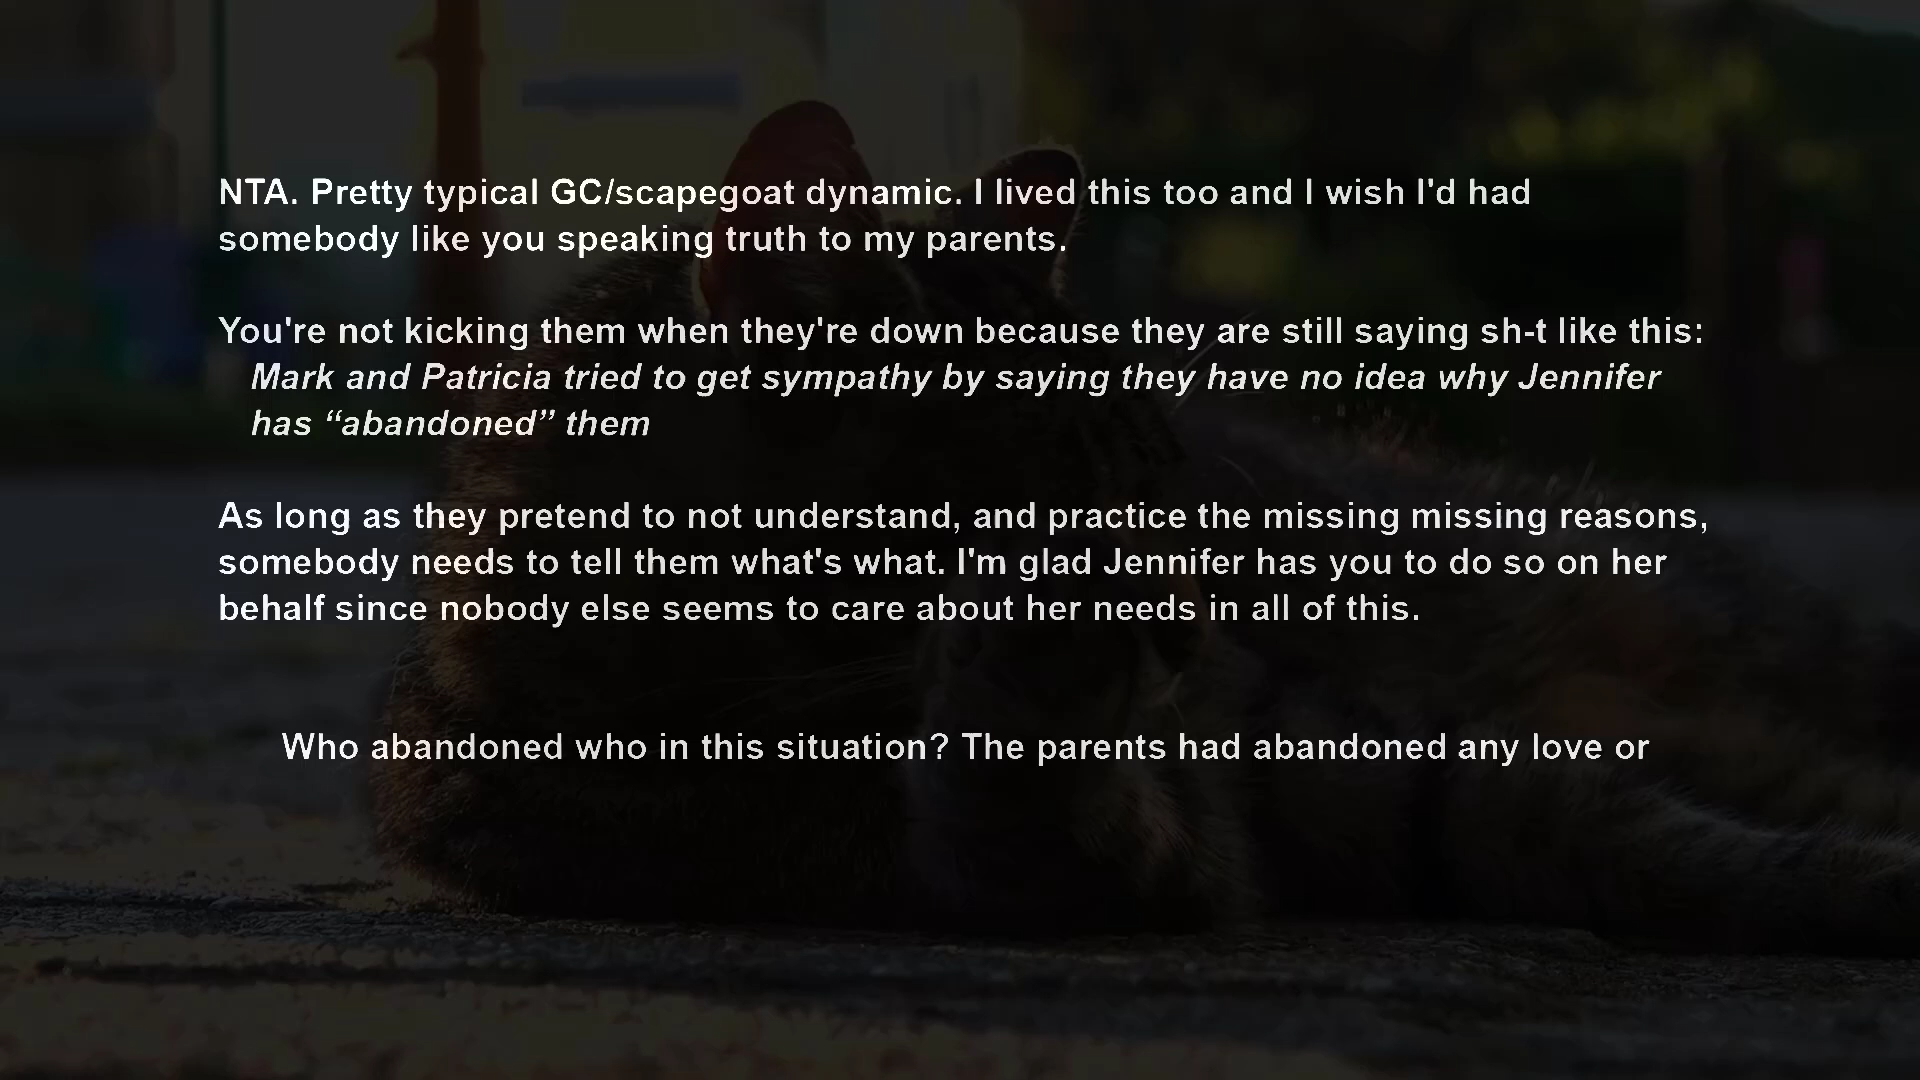 NTA. Pretty typical GC/scapegoat dynamic. I lived this too and I wish I'd had
somebody like you speaking truth to my parents.
You're not kicking them when they're down because they are still saying sh-t like this:
Mark and Patricia tried to get sympathy by saying they have no idea why Jennifer
has “abandoned” them
As long as they pretend to not understand, and practice the missing missing reasons,
somebody needs to tell them what's what. I'm glad Jennifer has you to do so on her
behalf since nobody else seems to care about her needs in all of this.
Who abandoned who in this situation? The parents had abandoned any love or